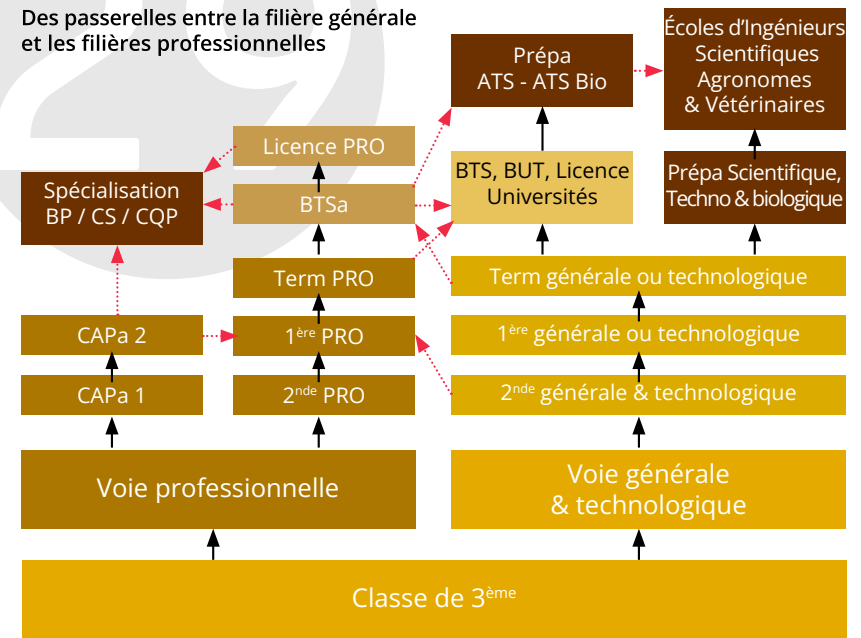 Des passerelles entre la filière générale
et les filières professionnelles
Écoles d’Ingénieurs
Scientifiques
Agronomes
& Vétérinaires
Prépa
ATS - ATS Bio
Licence PRO
BTS, BUT, Licence
Universités
Prépa Scientifique,
Techno & biologique
Spécialisation
BP / CS / CQP
BTSa
Term PRO
Term générale ou technologique
CAPa 2
1ère PRO
1ère générale ou technologique
CAPa 1
2nde PRO
2nde générale & technologique
Voie professionnelle
Voie générale
& technologique
Classe de 3ème